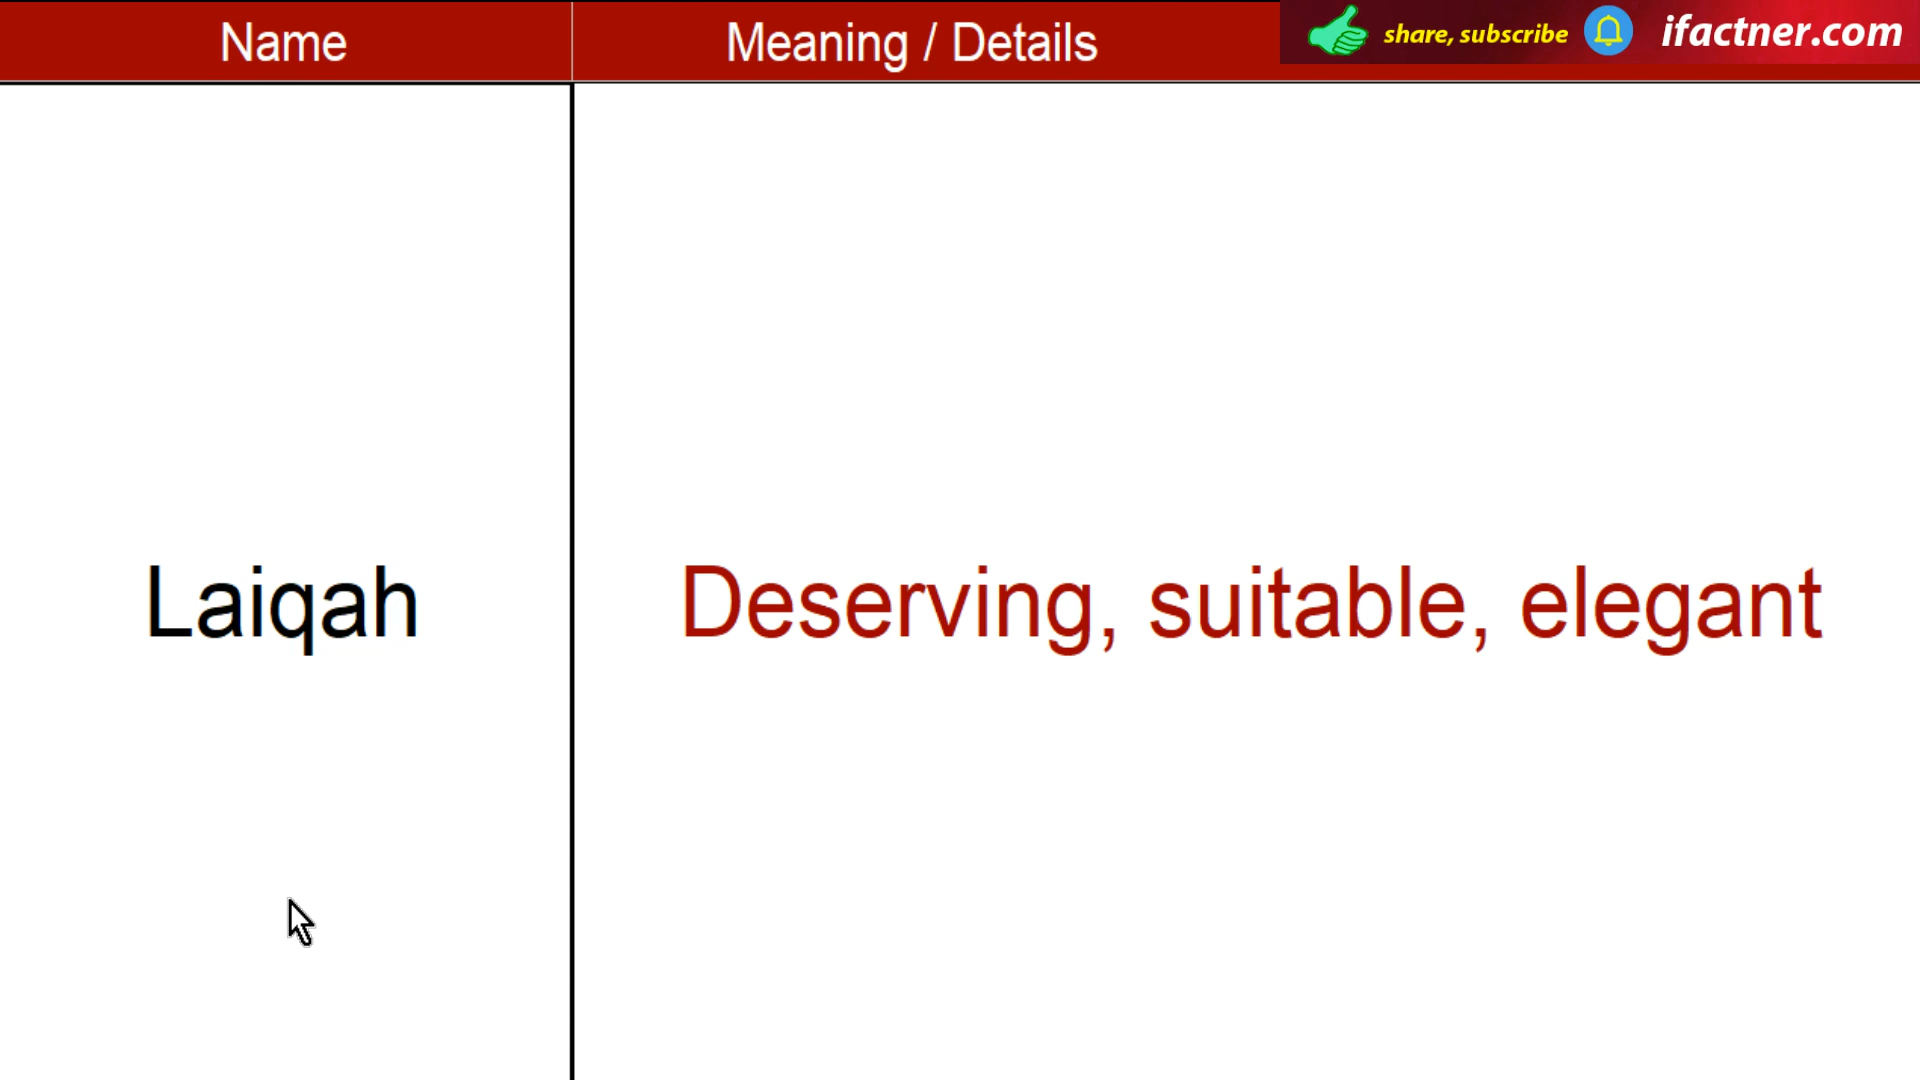 Name
Meaning / Details
share, subscribe
ifactner.com
Laiqah
Deserving, suitable, elegant